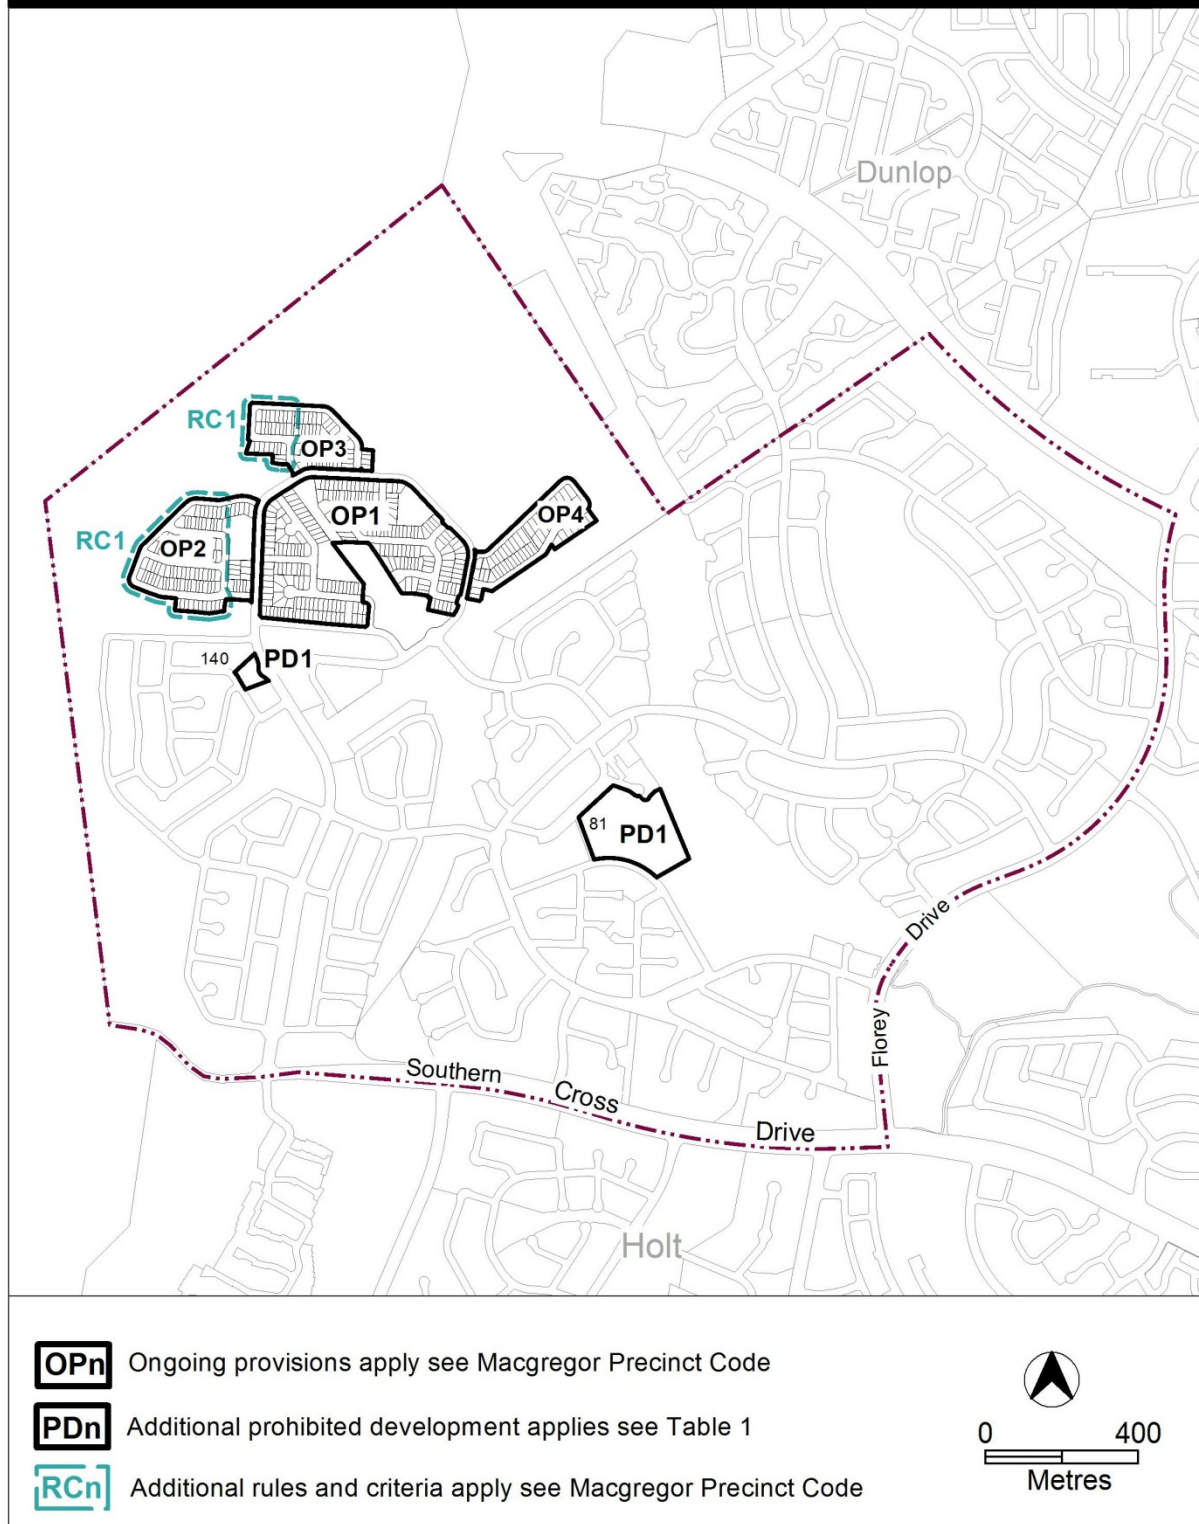 Dunlop
RC1
OP3
OP1
OP4
RC1
OP2
140
PD1
81
PD1
Drive
Florey
Southern
Cross
Drive
Holt
OPn Ongoing provisions apply see Macgregor Precinct Code
PDn Additional prohibited development applies see Table 1
RCn Additional rules and criteria apply see Macgregor Precinct Code
0 400
Metres